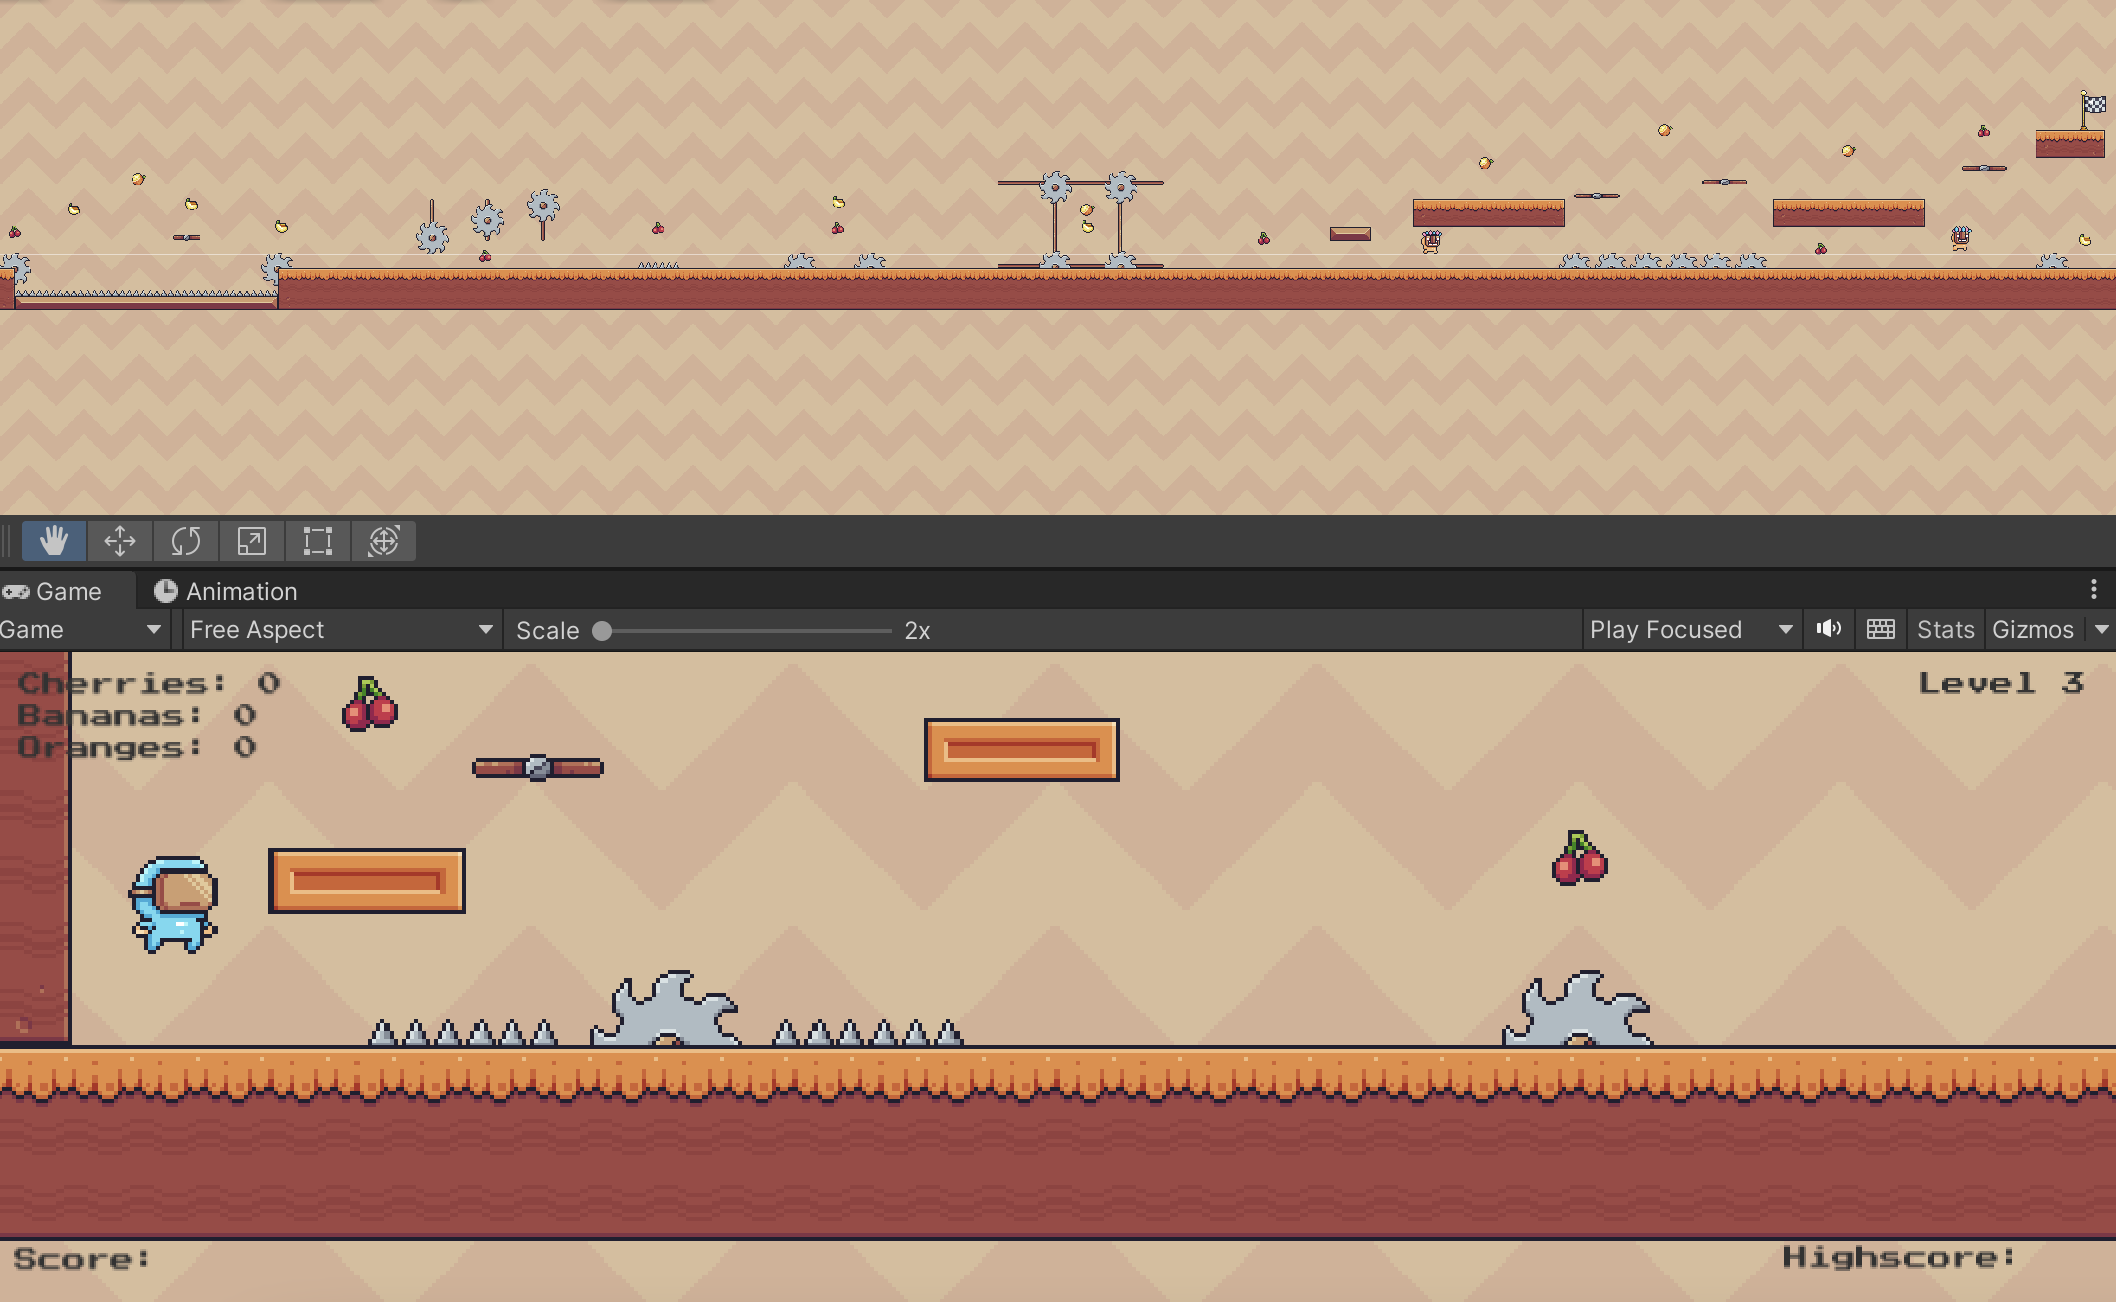 Game
Animation
Game
Free Aspect
Scale
2x
Play Focused
Stats
Gizmos
Cherries: 0
Bananas: 0
Oranges: 0
Level 3
Score:
Highscore: